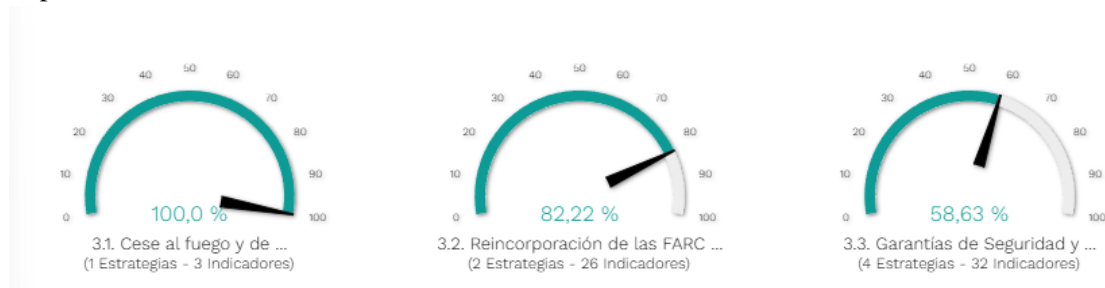 0 10 20 30 40 50 60 70 80 90 100
100,0 %
3.1. Cese al fuego y de ...
(1 Estrategias - 3 Indicadores)
0 10 20 30 40 50 60 70 80 90 100
82,22 %
3.2. Reincorporación de las FARC ...
(2 Estrategias - 26 Indicadores)
0 10 20 30 40 50 60 70 80 90 100
58,63 %
3.3. Garantías de Seguridad y ...
(4 Estrategias - 32 Indicadores)